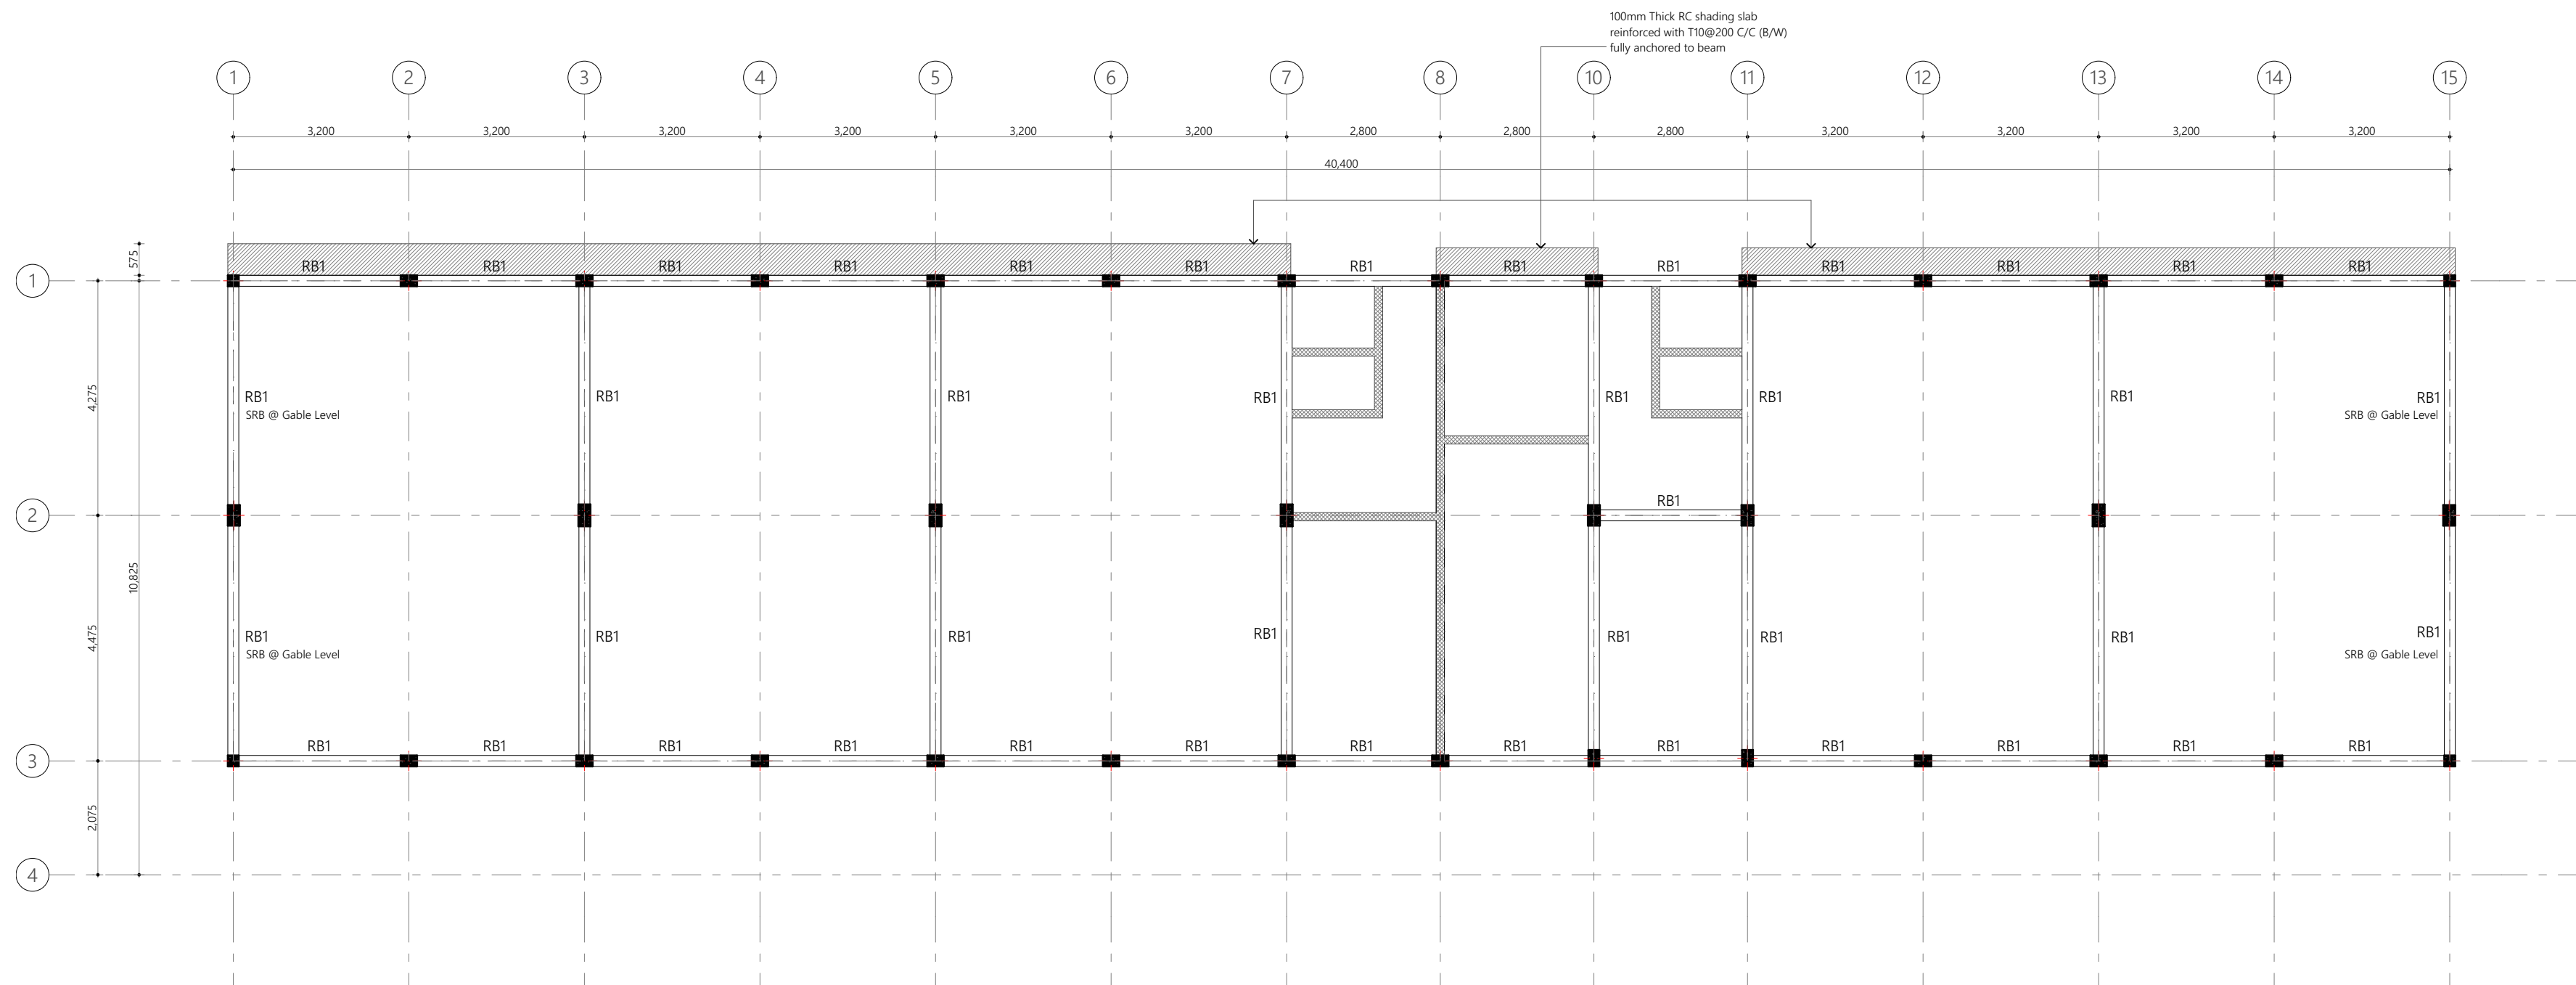 100mm Thick RC shading slab
reinforced with T10@200 C/C (B/W)
fully anchored to beam
1 2 3 4 5 6 7 8 10 11 12 13 14 15
3,200 3,200 3,200 3,200 3,200 3,200 2,800 2,800 2,800 3,200 3,200 3,200 3,200
40,400
575
RB1 RB1 RB1 RB1 RB1 RB1 RB1 RB1 RB1 RB1 RB1 RB1 RB1
1
4,275
RB1 RB1 RB1 RB1 RB1 RB1 RB1 RB1
SRB @ Gable Level SRB @ Gable Level
RB1
2
10,825
4,475
RB1 RB1 RB1 RB1 RB1 RB1 RB1 RB1
SRB @ Gable Level SRB @ Gable Level
RB1 RB1 RB1 RB1 RB1 RB1 RB1 RB1 RB1 RB1 RB1 RB1 RB1
3
2,075
4